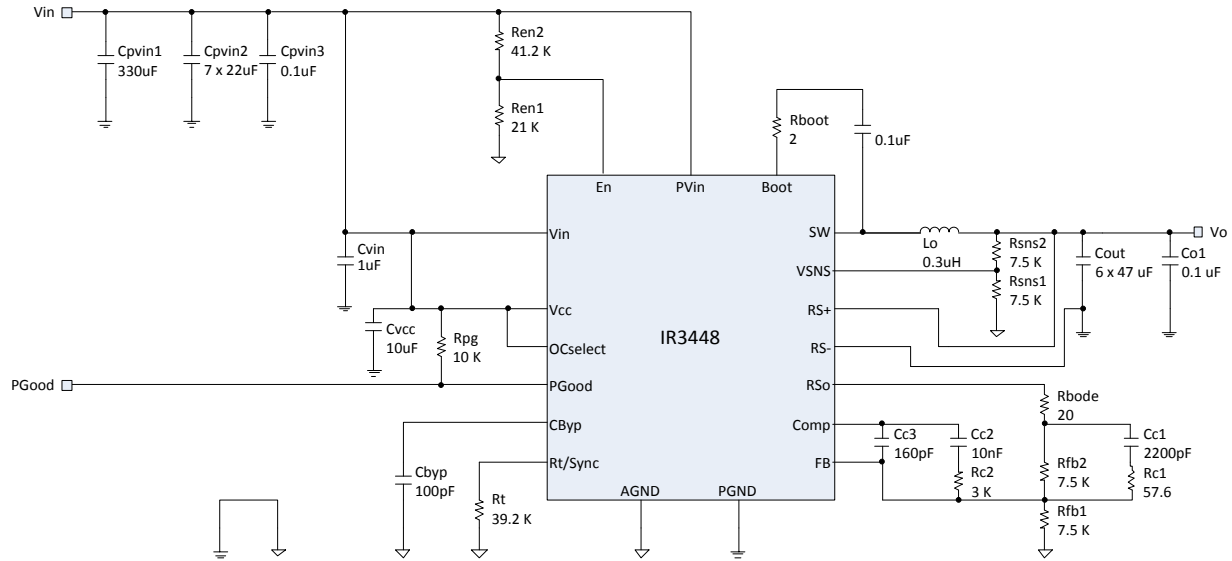 Vin
Cpvin1
330uF
Cpvin2
7 x 22uF
Cpvin3
0.1uF
Ren2
41.2 K
Ren1
21 K
Rboot
2
0.1uF
En
PVin
Boot
Vin
Cvin
1uF
Vcc
Cvcc
10uF
Rpg
10 K
OCselect
PGood
PGood
CByp
Cbyp
100pF
Rt/Sync
Rt
39.2 K
IR3448
AGND
PGND
SW
VSNS
RS+
RS-
RSo
Comp
FB
Lo
0.3uH
Rsns2
7.5 K
Rsns1
7.5 K
Cout
6 x 47 uF
Co1
0.1 uF
Vo
Rbode
20
Cc3
160pF
Cc2
10nF
Rc2
3 K
Rfb2
7.5 K
Cc1
2200pF
Rc1
57.6
Rfb1
7.5 K